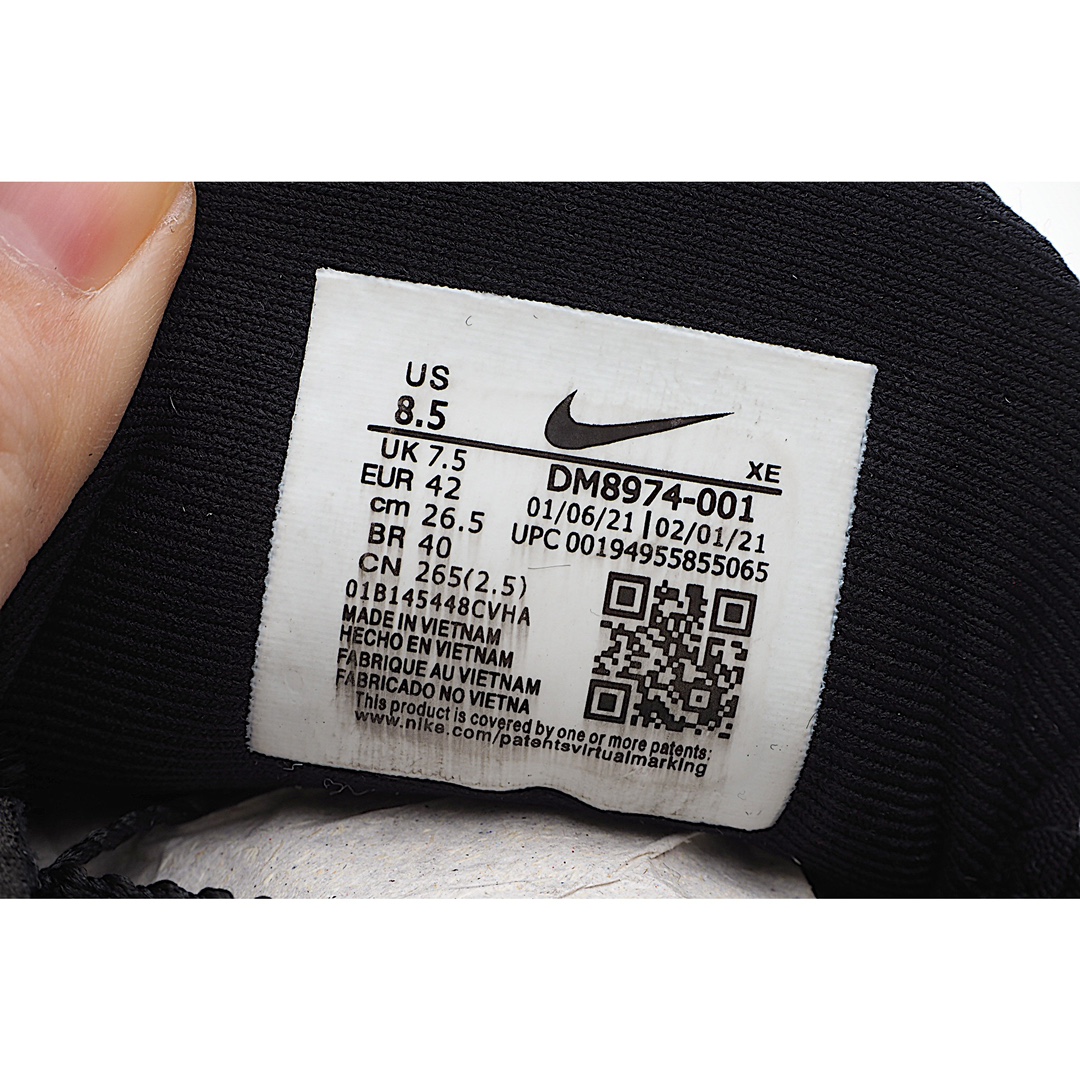 US
8.5
UK 7.5
EUR 42
cm 26.5
BR 40
CN 265(2.5)
01B145448CVHA
MADE IN VIETNAM
HECHO EN VIETNAM
FABRIQUE AU VIETNAM
FABRICADO NO VIETNA
XE
DM8974-001
01/06/21 | 02/01/21
UPC 00194955855065
This product is covered by one or more patents:
www.nike.com/patentsvirtualmarking